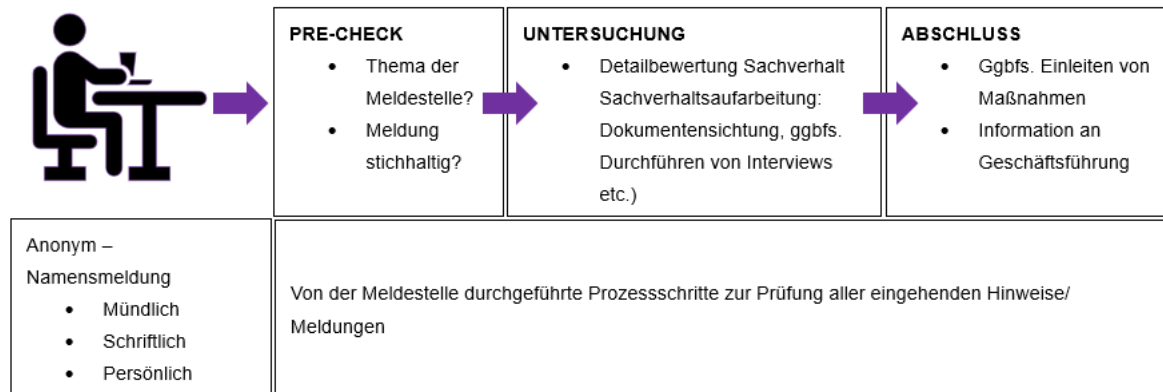 PRE-CHECK
Thema der
Meldestelle?
Meldung
stichhaltig?
UNTERSUCHUNG
Detailbewertung Sachverhalt
Sachverhaltsaufarbeitung:
Dokumentensichtung, ggbfs.
Durchführen von Interviews
etc.)
ABSCHLUSS
Ggbfs. Einleiten von
Maßnahmen
Information an
Geschäftsführung
Anonym –
Namensmeldung
Mündlich
Schriftlich
Persönlich
Von der Meldestelle durchgeführte Prozessschritte zur Prüfung aller eingehenden Hinweise/
Meldungen